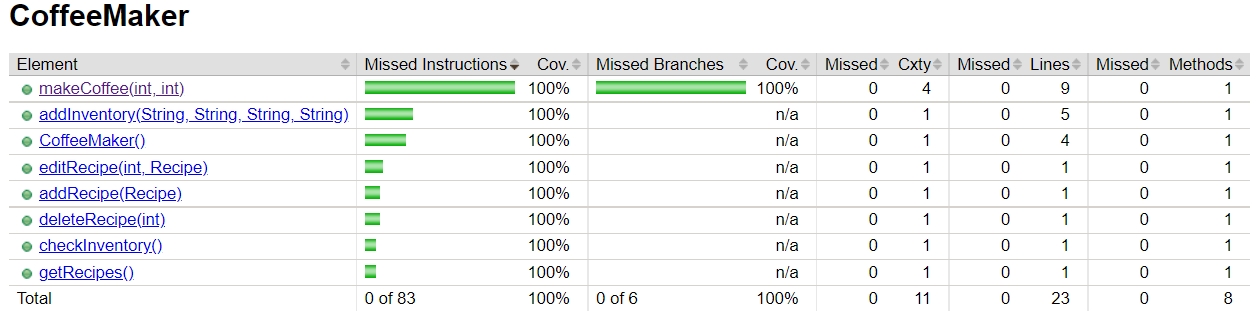 CoffeeMaker
Element Missed Instructions Cov. Missed Branches Cov. Missed Cxty Missed Lines Missed Methods
makeCoffee(int, int) 100% 100% 0 4 0 9 0 1
addInventory(String, String, String, String) 100% n/a 0 1 0 5 0 1
CoffeeMaker() 100% n/a 0 1 0 4 0 1
editRecipe(int, Recipe) 100% n/a 0 1 0 1 0 1
addRecipe(Recipe) 100% n/a 0 1 0 1 0 1
deleteRecipe(int) 100% n/a 0 1 0 1 0 1
checkInventory() 100% n/a 0 1 0 1 0 1
getRecipes() 100% n/a 0 1 0 1 0 1
Total 0 of 83 100% 0 of 6 100% 0 11 0 23 0 8